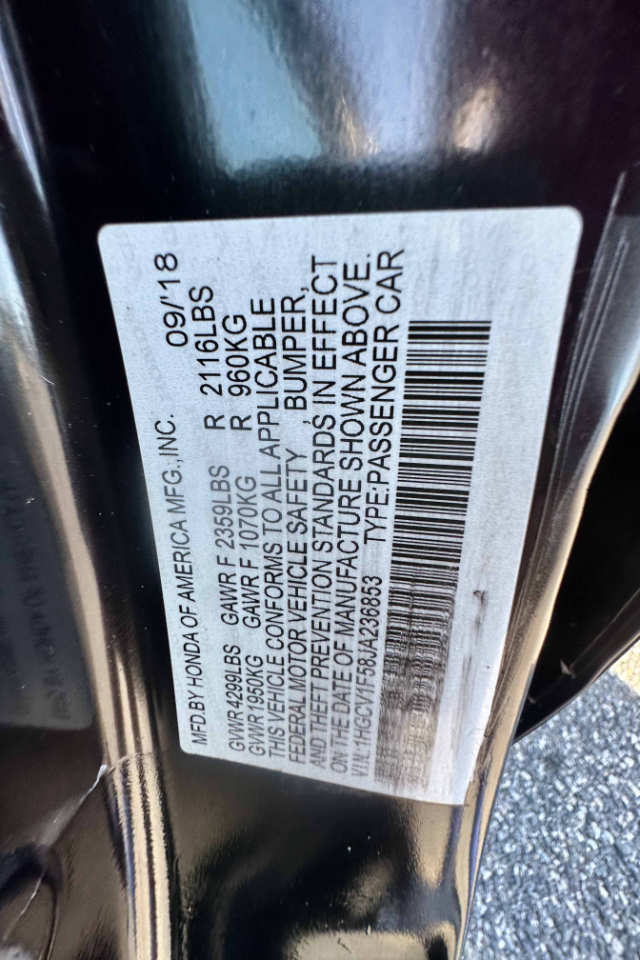 MFD.BY HONDA OF AMERICA MFG.,INC. 09/'18
GVWR 4299LBS GAWR F 2359LBS R 2116LBS
GVWR 1950KG GAWR F 1070KG R 960KG
THIS VEHICLE CONFORMS TO ALL APPLICABLE
FEDERAL MOTOR VEHICLE SAFETY, BUMPER,
AND THEFT PREVENTION STANDARDS IN EFFECT
ON THE DATE OF MANUFACTURE SHOWN ABOVE.
V.I.N.:1HGCV1F58JA236853 TYPE:PASSENGER CAR